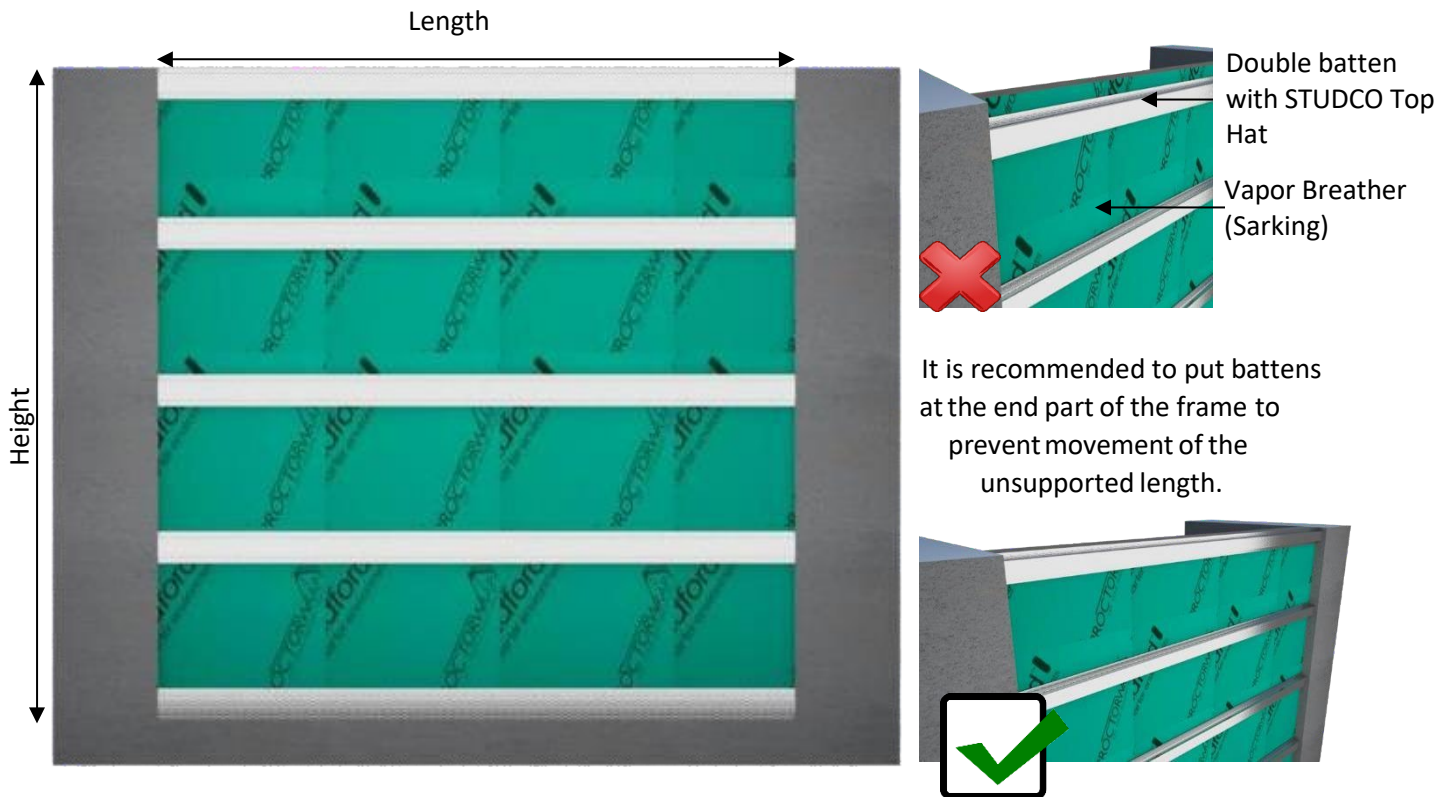 Length
Height
Double batten
with STUDCO Top
Hat
Vapor Breather
(Sarking)
It is recommended to put battens
at the end part of the frame to
prevent movement of the
unsupported length.